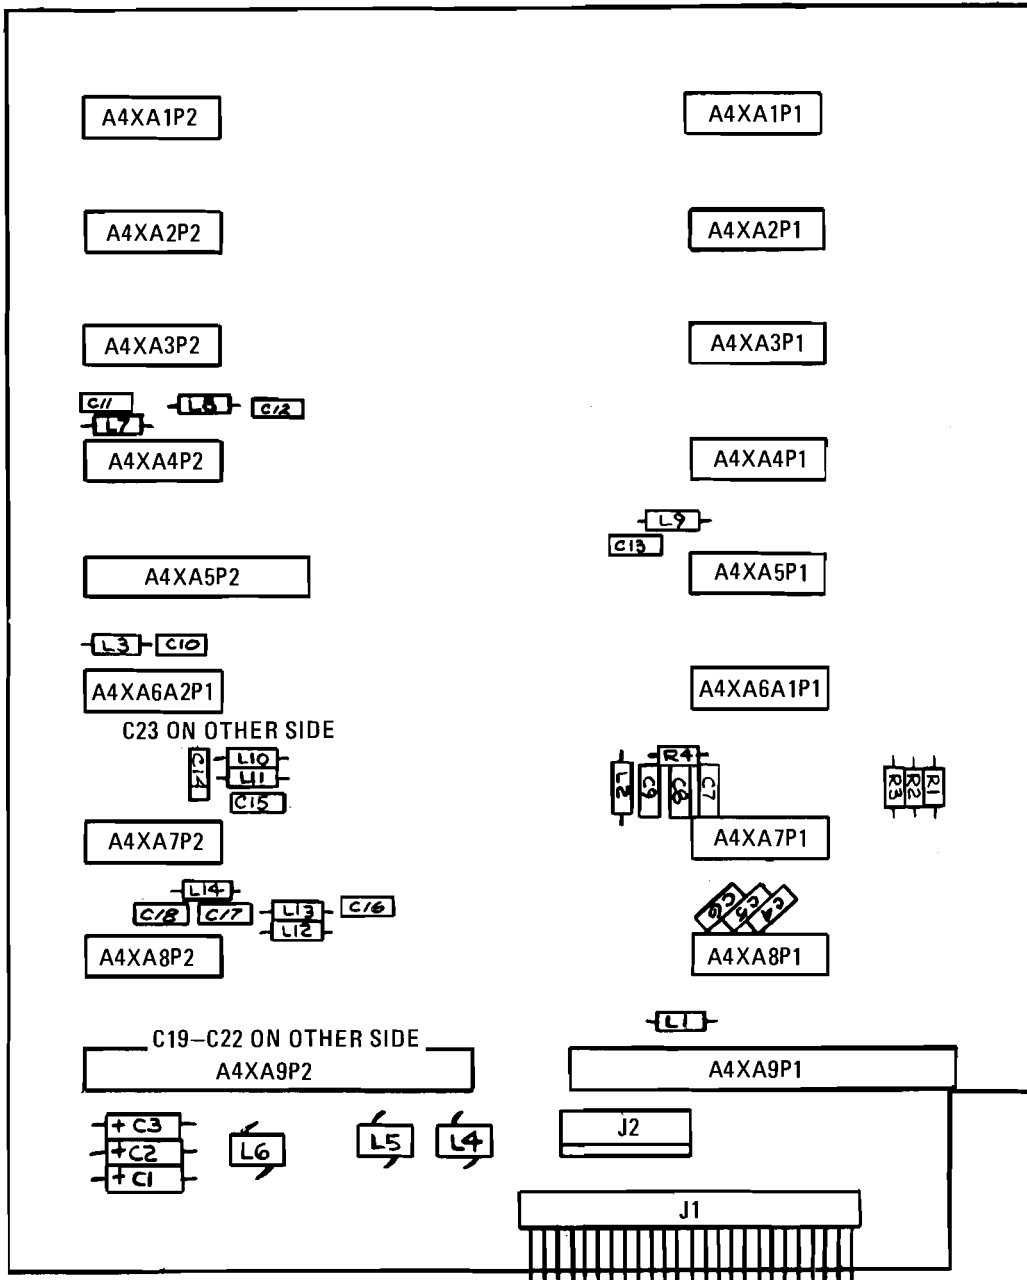 A4XA1P2 A4XA1P1
A4XA2P2 A4XA2P1
A4XA3P2 A4XA3P1
C11 L8 C12
L7
A4XA4P2 A4XA4P1
L9
C13
A4XA5P2 A4XA5P1
L3 C10
A4XA6A2P1 A4XA6A1P1
C23 ON OTHER SIDE
C14 L10 R4
L11 L2 C9 C8 C7 R3 R2 R1
C15
A4XA7P2 A4XA7P1
L14
C18 C17 L13 C16 C6 C5 C4
L12
A4XA8P2 A4XA8P1
L1
C19–C22 ON OTHER SIDE
A4XA9P2 A4XA9P1
+ C3 J2
+C2 L6 L5 L4
+ C1
J1